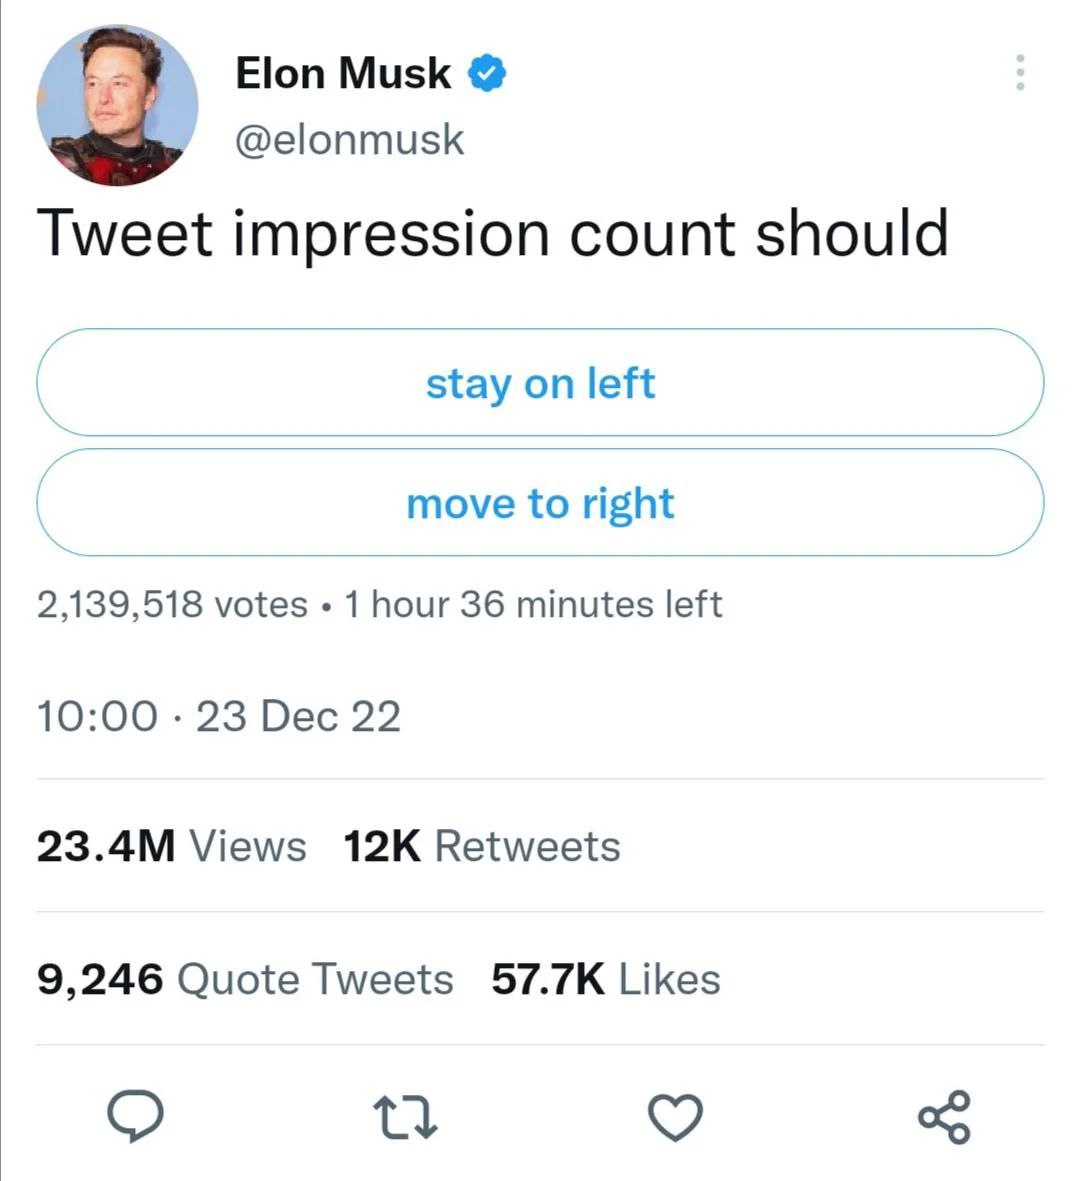 Elon Musk
@elonmusk
Tweet impression count should
stay on left
move to right
2,139,518 votes • 1 hour 36 minutes left
10:00 · 23 Dec 22
23.4M Views 12K Retweets
9,246 Quote Tweets 57.7K Likes